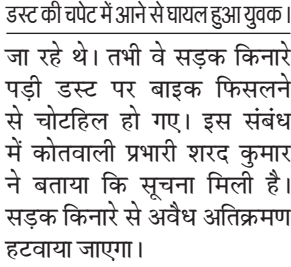 डस्ट की चपेट में आने से घायल हुआ युवक।
जा रहे थे। तभी वे सड़क किनारे
पड़ी डस्ट पर बाइक फिसलने
से चोटहिल हो गए। इस संबंध
में कोतवाली प्रभारी शरद कुमार
ने बताया कि सूचना मिली है।
सड़क किनारे से अवैध अतिक्रमण
हटवाया जाएगा।